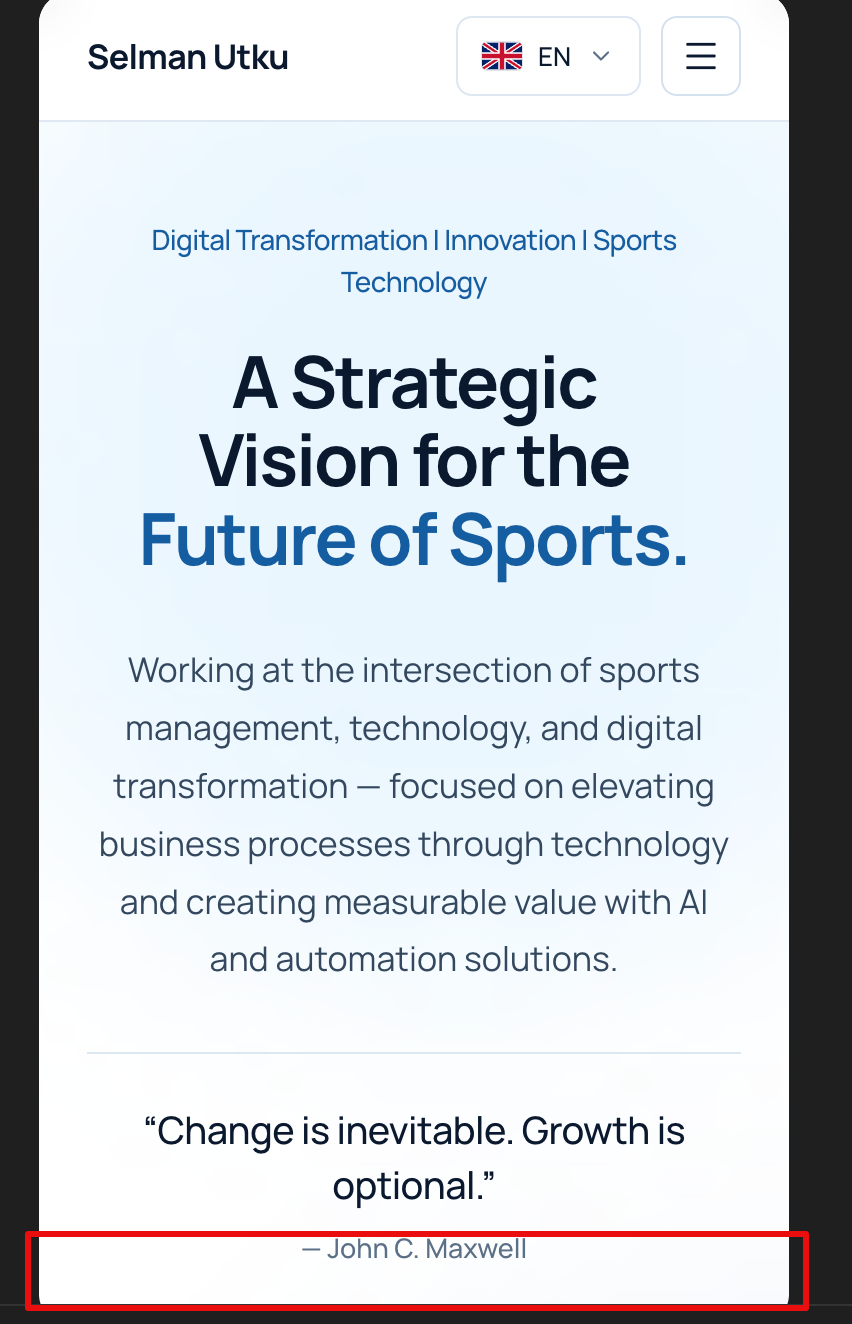 Selman Utku
EN
Digital Transformation | Innovation | Sports
Technology
A Strategic
Vision for the
Future of Sports.
Working at the intersection of sports
management, technology, and digital
transformation — focused on elevating
business processes through technology
and creating measurable value with AI
and automation solutions.
“Change is inevitable. Growth is
optional.”
— John C. Maxwell